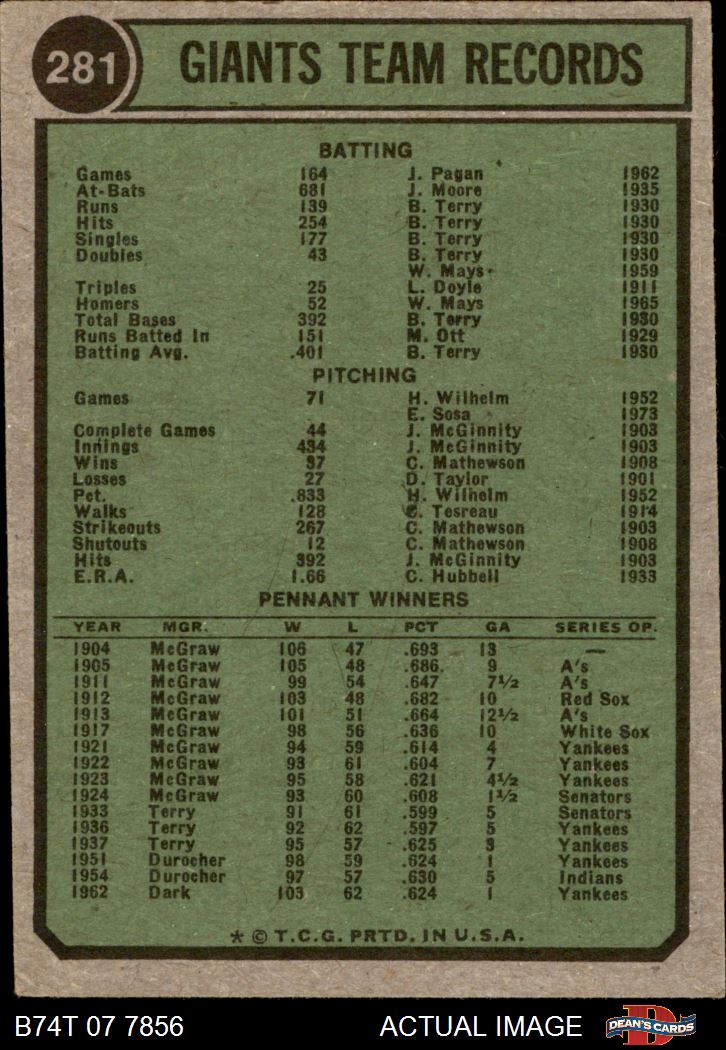 281 GIANTS TEAM RECORDS
BATTING
Games 164 J. Pagan 1962
At-Bats 681 J. Moore 1935
Runs 139 B. Terry 1930
Hits 254 B. Terry 1930
Singles 177 B. Terry 1930
Doubles 43 B. Terry 1930
W. Mays 1959
Triples 25 L. Doyle 1911
Homers 52 W. Mays 1965
Total Bases 392 B. Terry 1930
Runs Batted In 151 M. Ott 1929
Batting Avg. .401 B. Terry 1930
PITCHING
Games 71 H. Wilhelm 1952
E. Sosa 1973
Complete Games 44 J. McGinnity 1903
Innings 434 J. McGinnity 1903
Wins 37 C. Mathewson 1908
Losses 27 D. Taylor 1901
Pct. .833 H. Wilhelm 1952
Walks 128 C. Tesreau 1914
Strikeouts 267 C. Mathewson 1903
Shutouts 12 C. Mathewson 1908
Hits 392 J. McGinnity 1903
E.R.A. 1.66 C. Hubbell 1933
PENNANT WINNERS
YEAR MGR. W L PCT GA SERIES OP.
1904 McGraw 106 47 .693 13 —
1905 McGraw 105 48 .686 9 A's
1911 McGraw 99 54 .647 7½ A's
1912 McGraw 103 48 .682 10 Red Sox
1913 McGraw 101 51 .664 12½ A's
1917 McGraw 98 56 .636 10 White Sox
1921 McGraw 94 59 .614 4 Yankees
1922 McGraw 93 61 .604 7 Yankees
1923 McGraw 95 58 .621 4½ Yankees
1924 McGraw 93 60 .608 1½ Senators
1933 Terry 91 61 .599 5 Senators
1936 Terry 92 62 .597 5 Yankees
1937 Terry 95 57 .625 3 Yankees
1951 Durocher 98 59 .624 1 Yankees
1954 Durocher 97 57 .630 5 Indians
1962 Dark 103 62 .624 1 Yankees
* © T.C.G. PRTD. IN U.S.A.
B74T 07 7856 ACTUAL IMAGE D DEAN'S CARDS